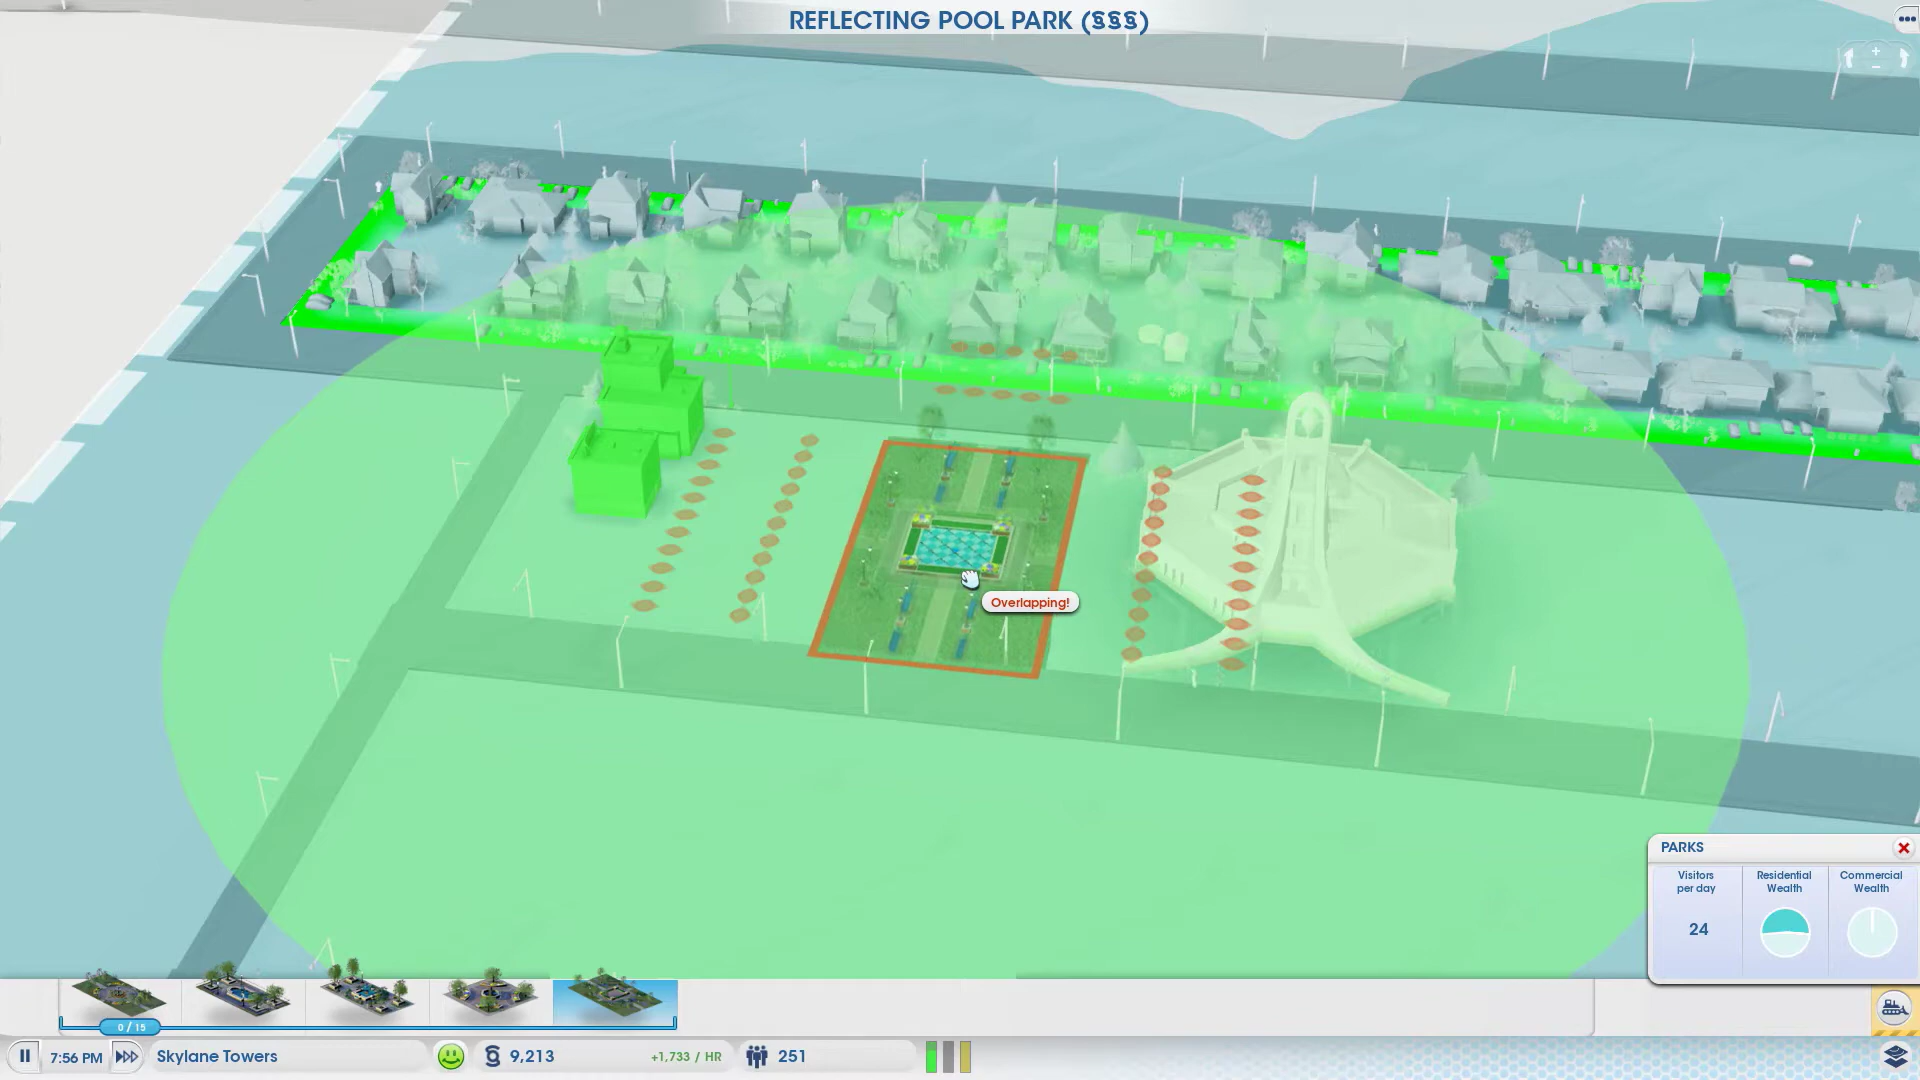 REFLECTING POOL PARK (§§§)
Overlapping!
PARKS
Visitors per day
Residential Wealth
Commercial Wealth
24
0 / 15
7:56 PM
Skylane Towers
9,213
+1,733 / HR
251